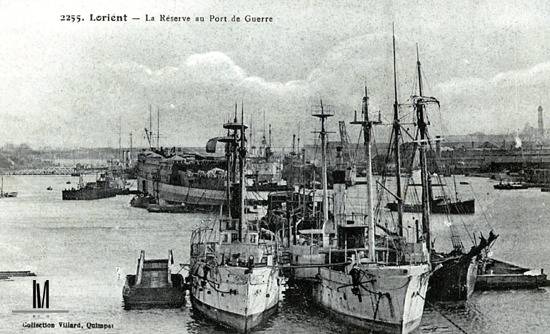 2255. Lorient — La Réserve au Port de Guerre
M
Collection Villard, Quimper